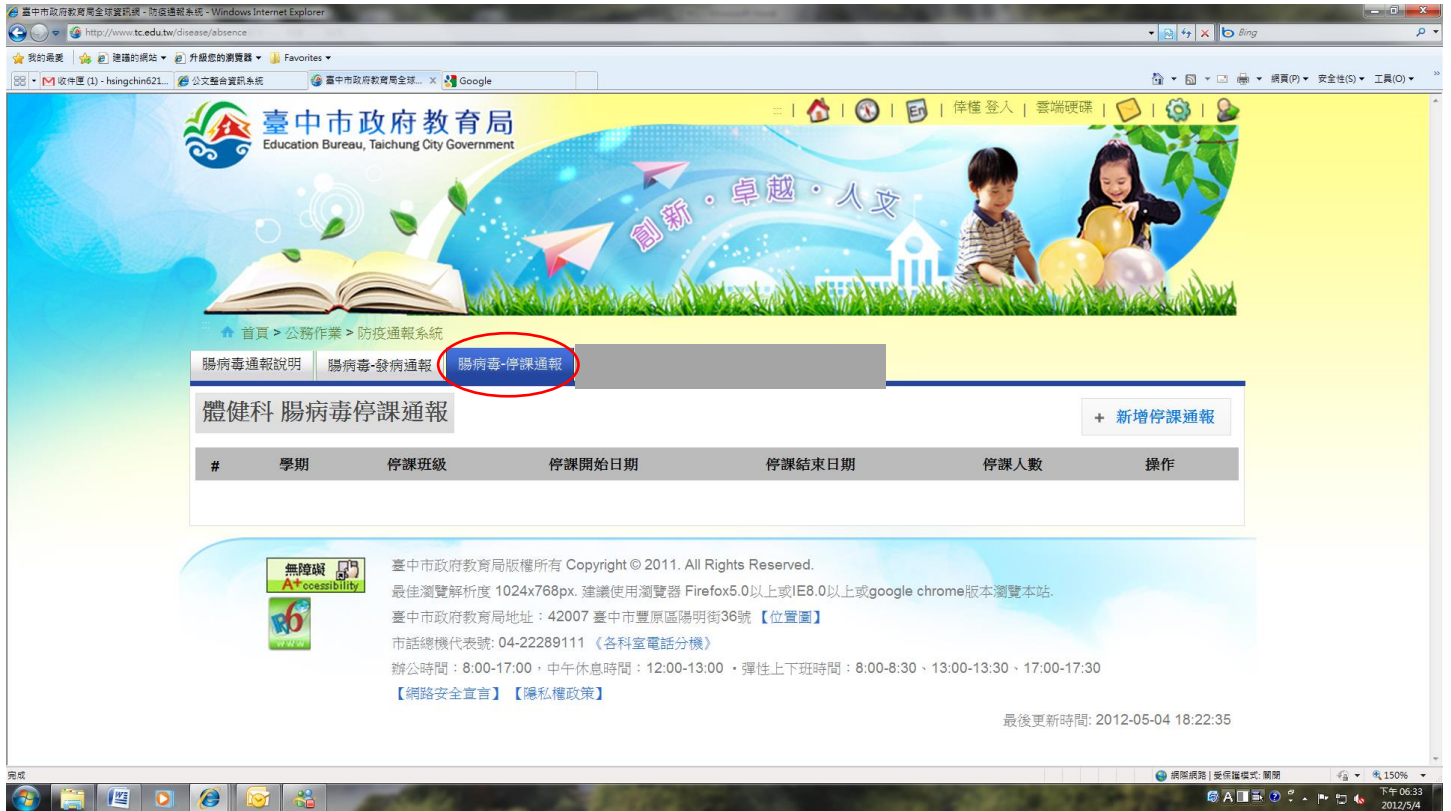 臺中市政府教育局全球資訊網 - 防疫通報系統 - Windows Internet Explorer
http://www.tc.edu.tw/disease/absence
Bing
我的最愛 建議的網站 升級您的瀏覽器 Favorites
收件匣 (1) - hsingchin621... 公文整合資訊系統 臺中市政府教育局全球... X Google
網頁(P) 安全性(S) 工具(O)
臺中市政府教育局
Education Bureau, Taichung City Government
::: | | | En | 倖槿 登入 | 雲端硬碟 | | |
創新・卓越・人文
首頁 > 公務作業 > 防疫通報系統
腸病毒通報說明 腸病毒-發病通報 腸病毒-停課通報
體健科 腸病毒停課通報
+ 新增停課通報
# 學期 停課班級 停課開始日期 停課結束日期 停課人數 操作
無障礙
A+ccessibility
R6
臺中市政府教育局版權所有 Copyright © 2011. All Rights Reserved.
最佳瀏覽解析度 1024x768px. 建議使用瀏覽器 Firefox5.0以上或IE8.0以上或google chrome版本瀏覽本站.
臺中市政府教育局地址：42007 臺中市豐原區陽明街36號【位置圖】
市話總機代表號: 04-22289111 《各科室電話分機》
辦公時間：8:00-17:00，中午休息時間：12:00-13:00 ・彈性上下班時間：8:00-8:30、13:00-13:30、17:00-17:30
【網路安全宣言】【隱私權政策】
最後更新時間: 2012-05-04 18:22:35
完成
網際網路 | 受保護模式: 關閉 150%
下午 06:33
2012/5/4